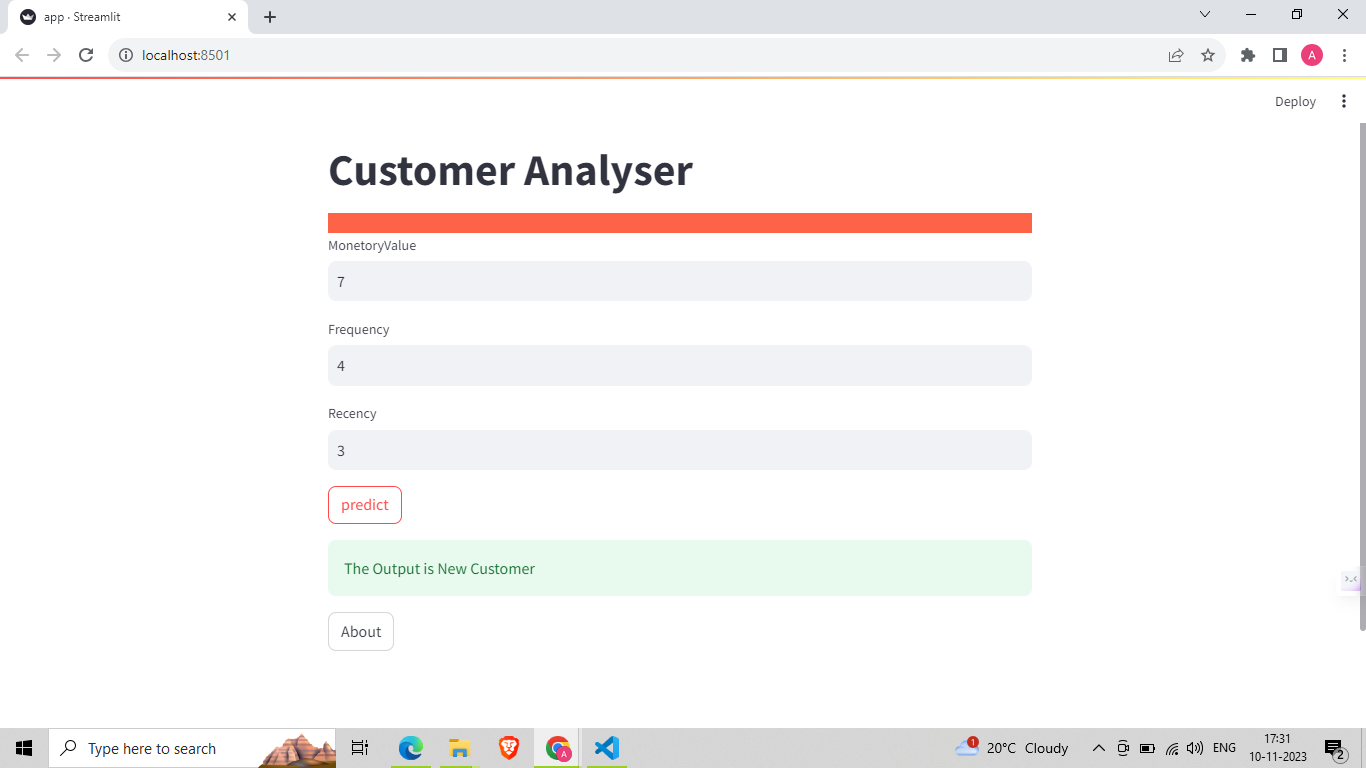 app · Streamlit
localhost:8501
A
Deploy
Customer Analyser
MonetoryValue
7
Frequency
4
Recency
3
predict
The Output is New Customer
About
Type here to search
A
1
20°C Cloudy
ENG
17:31
10-11-2023
2